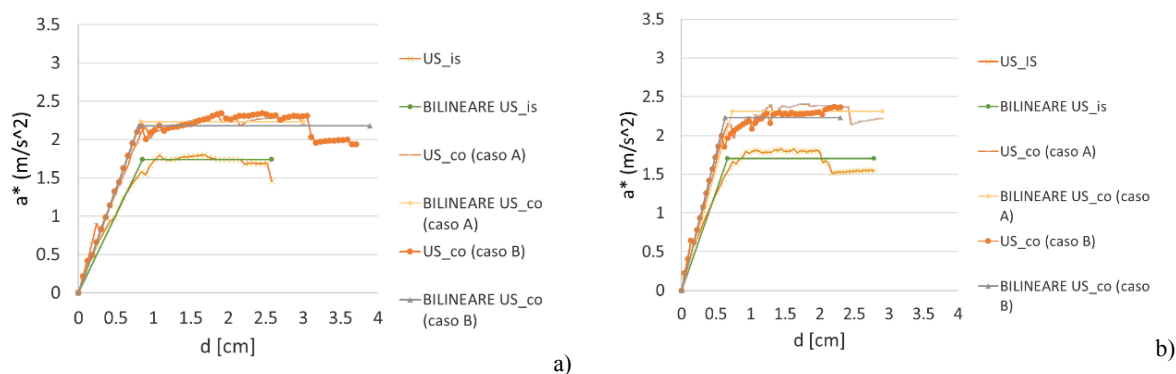 a* (m/s^2)
3.5
3
2.5
2
1.5
1
0.5
0
0 0.5 1 1.5 2 2.5 3 3.5 4
d [cm]
US_is
BILINEARE US_is
US_co (caso A)
BILINEARE US_co
(caso A)
US_co (caso B)
BILINEARE US_co
(caso B)
a)
a* (m/s^2)
3.5
3
2.5
2
1.5
1
0.5
0
0 0.5 1 1.5 2 2.5 3 3.5 4
d [cm]
US_IS
BILINEARE US_is
US_co (caso A)
BILINEARE US_co (caso
A)
US_co (caso B)
BILINEARE US_co (caso
B)
b)